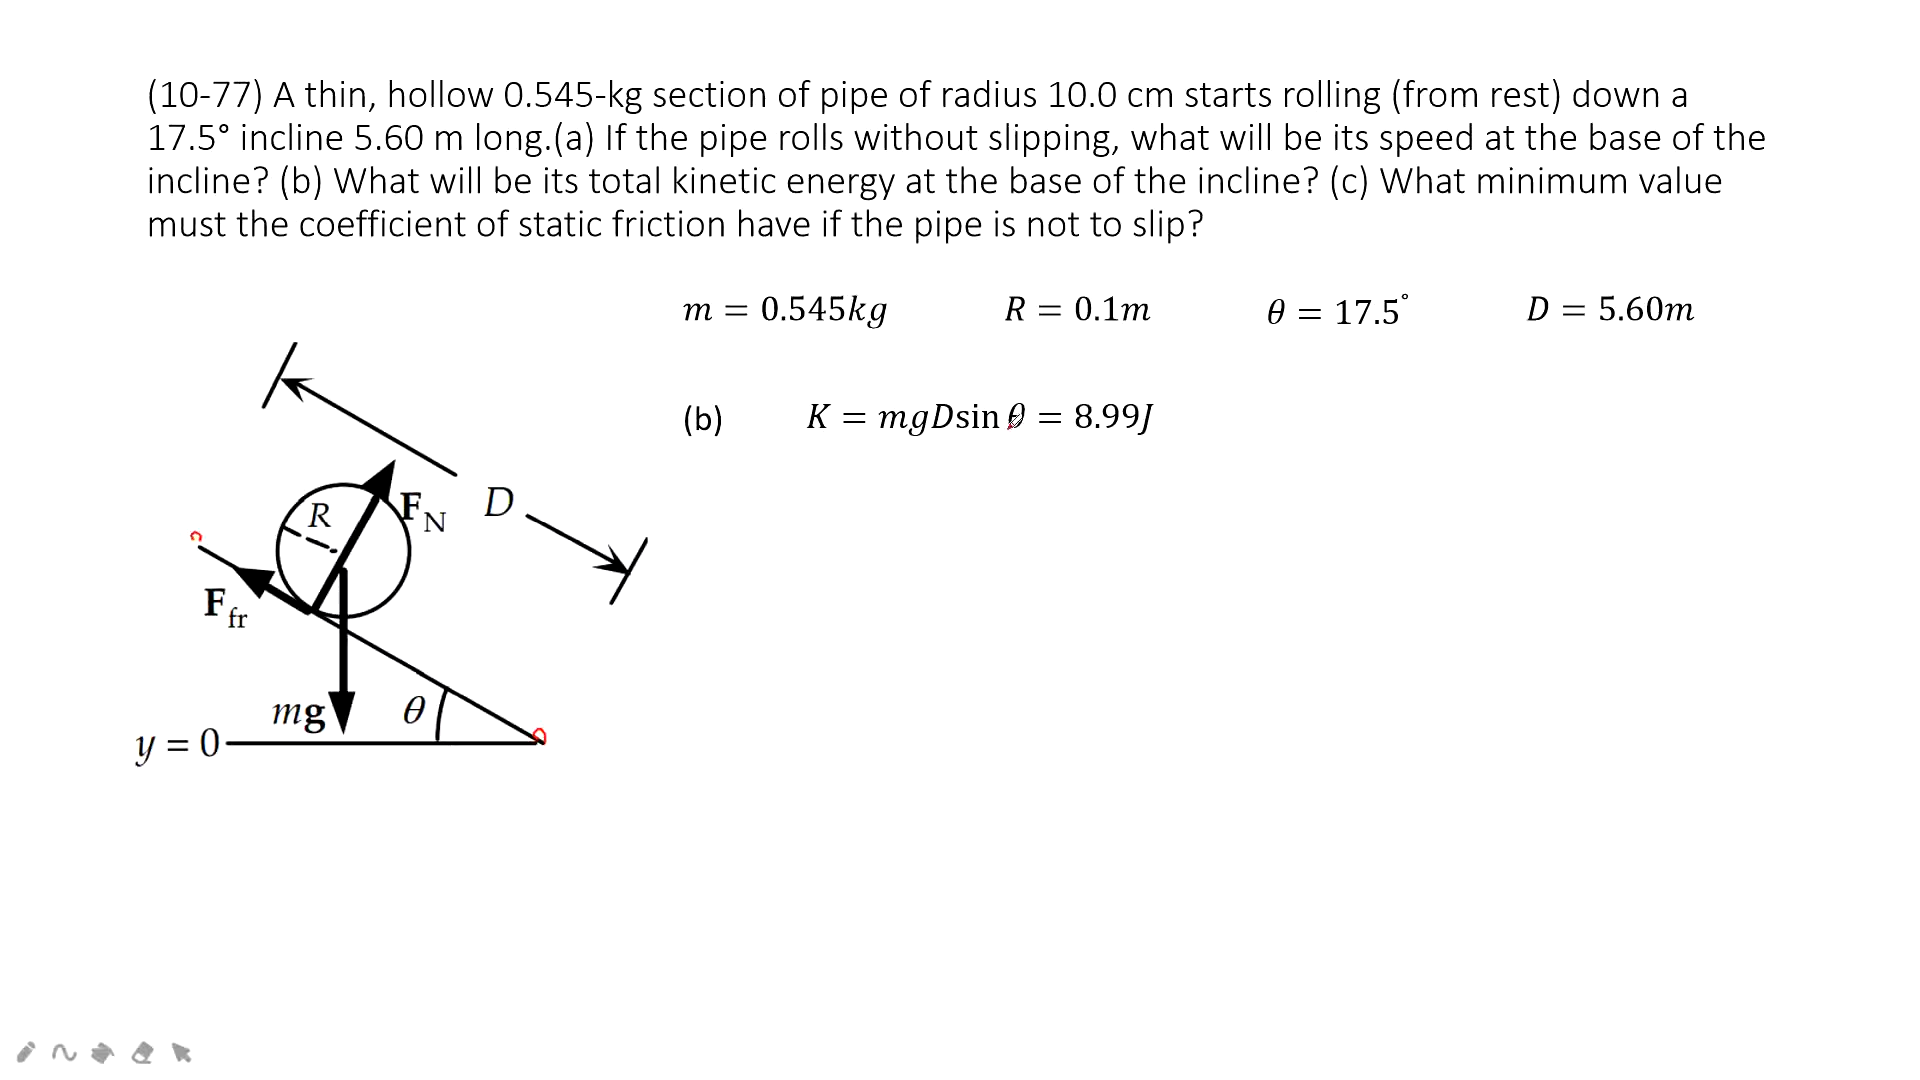 (10-77) A thin, hollow 0.545-kg section of pipe of radius 10.0 cm starts rolling (from rest) down a
17.5° incline 5.60 m long.(a) If the pipe rolls without slipping, what will be its speed at the base of the
incline? (b) What will be its total kinetic energy at the base of the incline? (c) What minimum value
must the coefficient of static friction have if the pipe is not to slip?
m = 0.545kg R = 0.1m θ = 17.5° D = 5.60m
(b) K = mgDsin θ = 8.99J
R
F_N
D
F_fr
mg
θ
y = 0